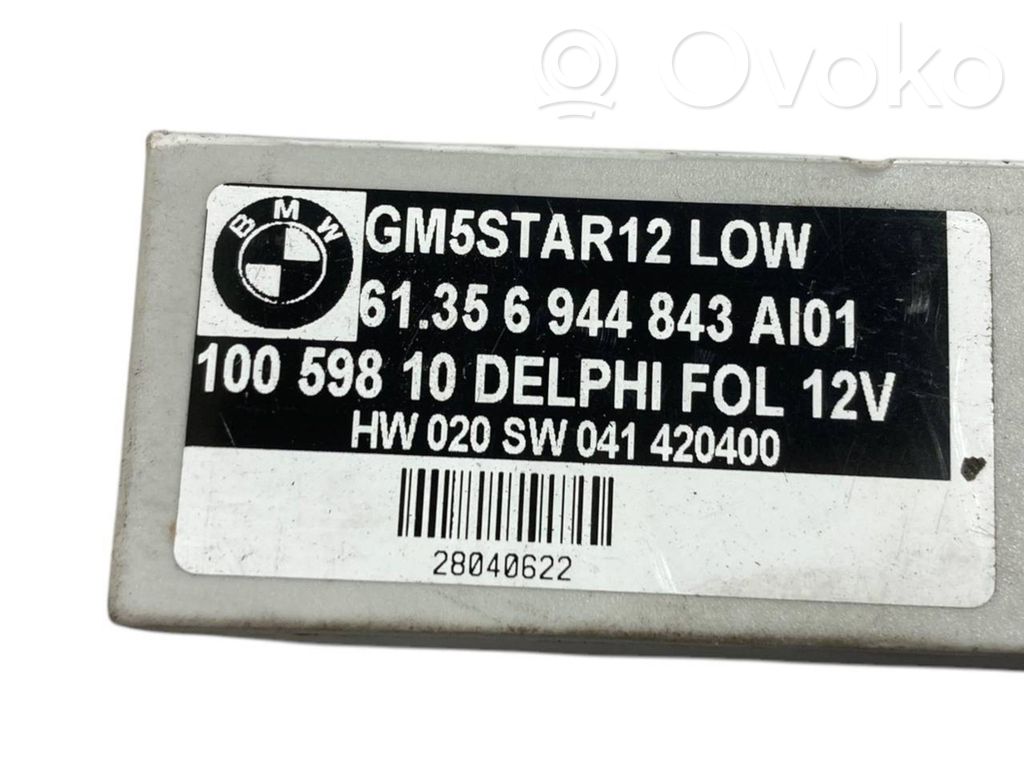 Ovoko
BMW
GM5STAR12 LOW
61.35 6 944 843 AI01
100 598 10 DELPHI FOL 12V
HW 020 SW 041 420400
28040622